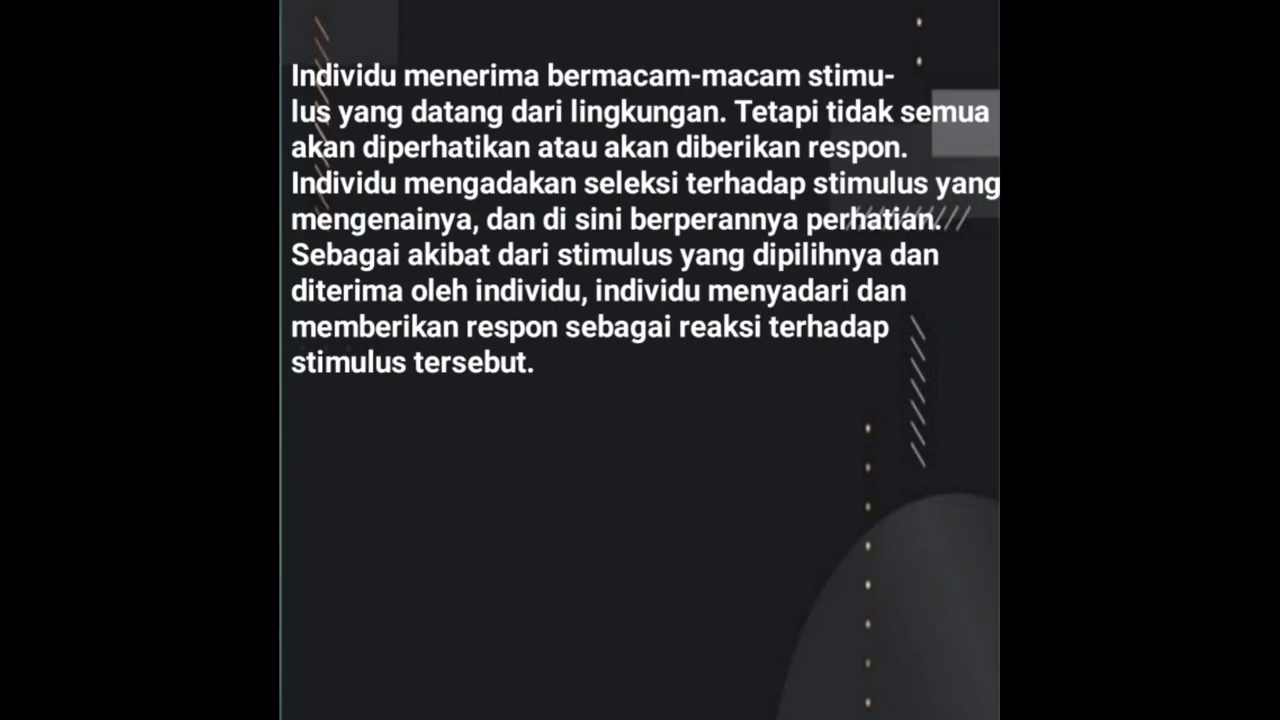 Individu menerima bermacam-macam stimu-
lus yang datang dari lingkungan. Tetapi tidak semua
akan diperhatikan atau akan diberikan respon.
Individu mengadakan seleksi terhadap stimulus yang
mengenainya, dan di sini berperannya perhatian.
Sebagai akibat dari stimulus yang dipilihnya dan
diterima oleh individu, individu menyadari dan
memberikan respon sebagai reaksi terhadap
stimulus tersebut.